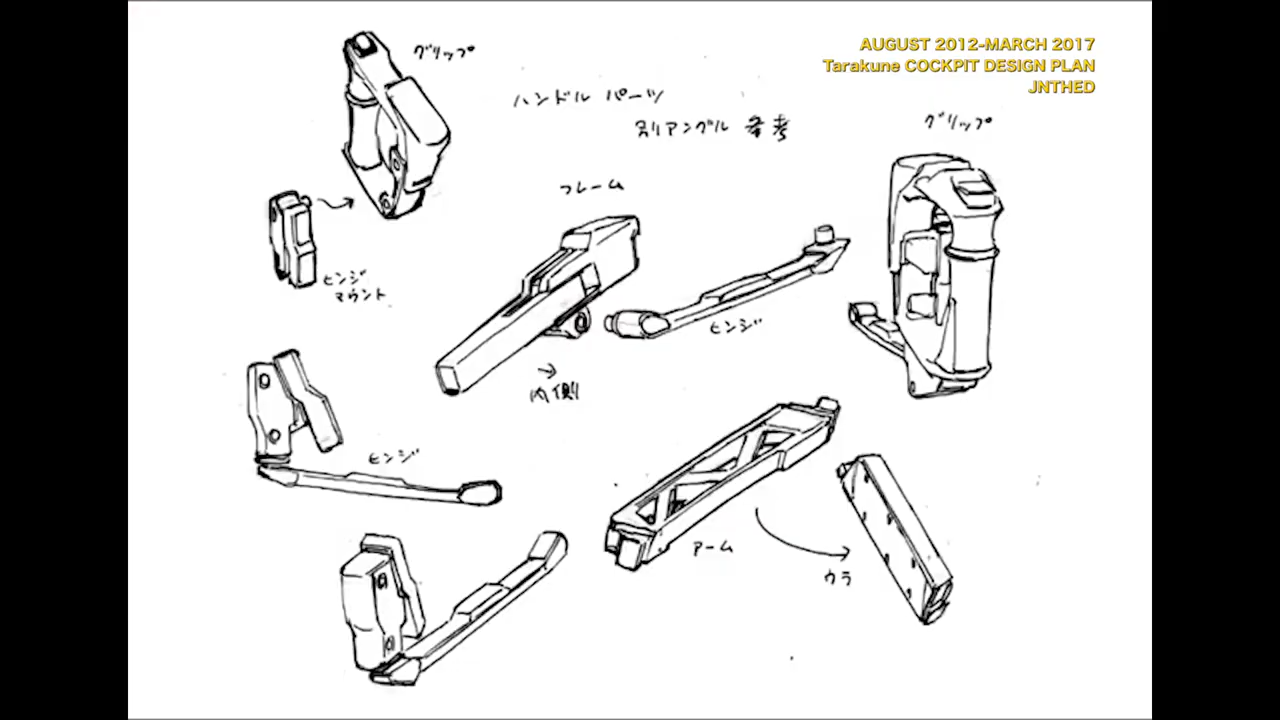 AUGUST 2012-MARCH 2017
Tarakune COCKPIT DESIGN PLAN
JNTHED
グリップ
ハンドル パーツ
別アングル 参考
グリップ
フレーム
ヒンジ
マウント
ヒンジ
内側
ヒンジ
アーム
ウラ